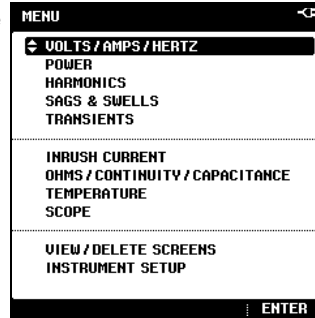 MENU
VOLTS/AMPS/HERTZ
POWER
HARMONICS
SAGS & SWELLS
TRANSIENTS
INRUSH CURRENT
OHMS/CONTINUITY/CAPACITANCE
TEMPERATURE
SCOPE
VIEW/DELETE SCREENS
INSTRUMENT SETUP
ENTER